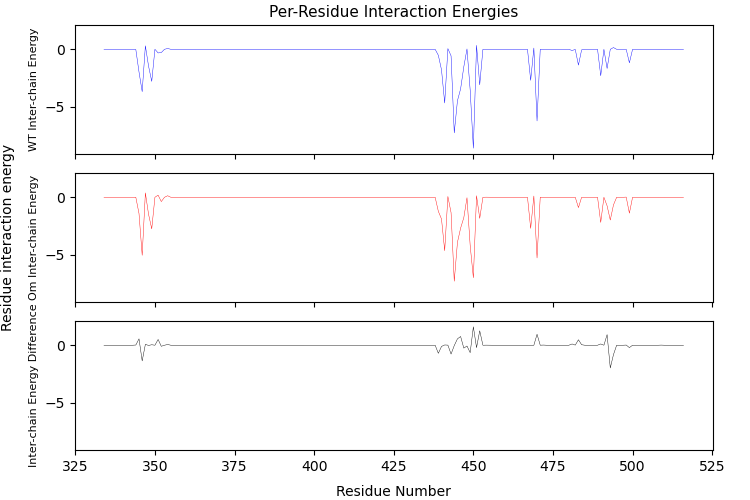 Per-Residue Interaction Energies
Residue interaction energy
WT Inter-chain Energy
0
−5
Om Inter-chain Energy
0
−5
Inter-chain Energy Difference
0
−5
325
350
375
400
425
450
475
500
525
Residue Number